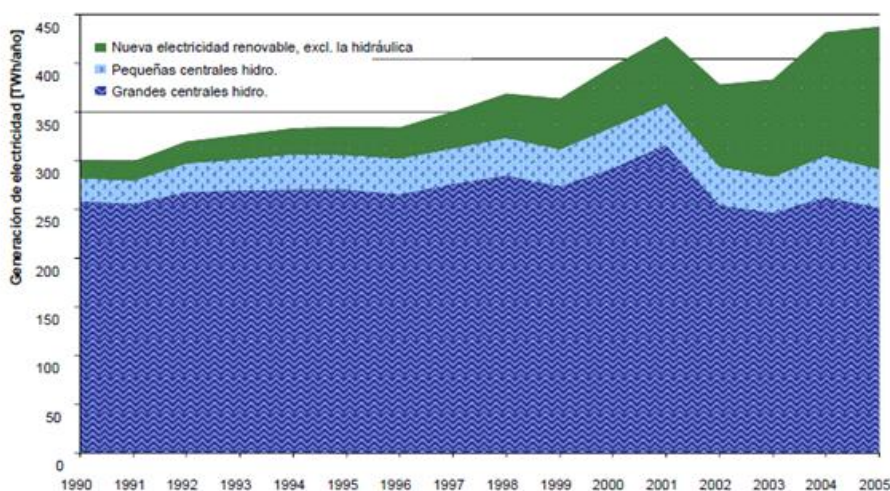 Generación de electricidad [TWh/año]
450
400
350
300
250
200
150
100
50
0
Nueva electricidad renovable, excl. la hidráulica
Pequeñas centrales hidro.
Grandes centrales hidro.
1990 1991 1992 1993 1994 1995 1996 1997 1998 1999 2000 2001 2002 2003 2004 2005